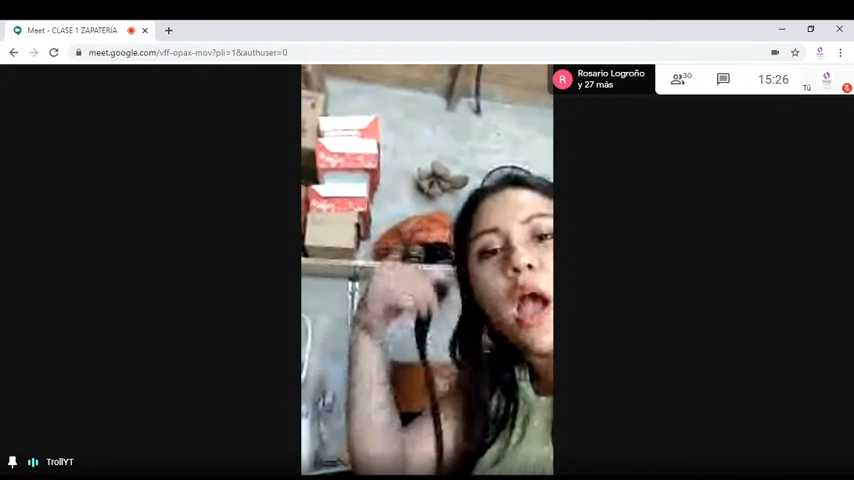 Meet - CLASE 1 ZAPATERÍA
meet.google.com/vff-opax-mov?pli=1&authuser=0
R
Rosario Logroño
y 27 más
30
15:26
Tú
TrollYT